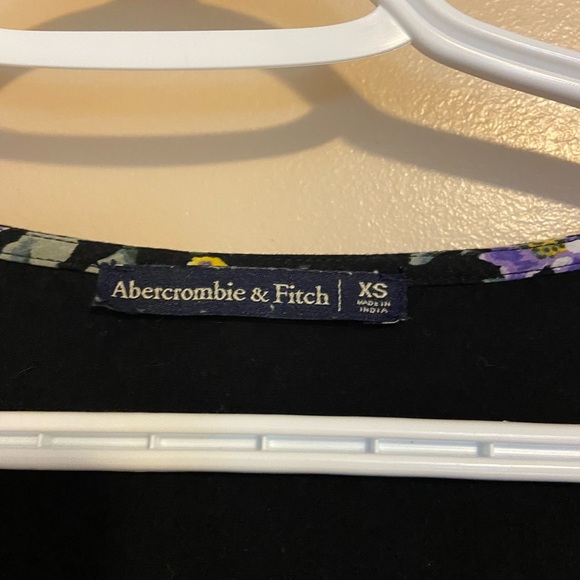 Abercrombie & Fitch | XS
MADE IN
INDIA